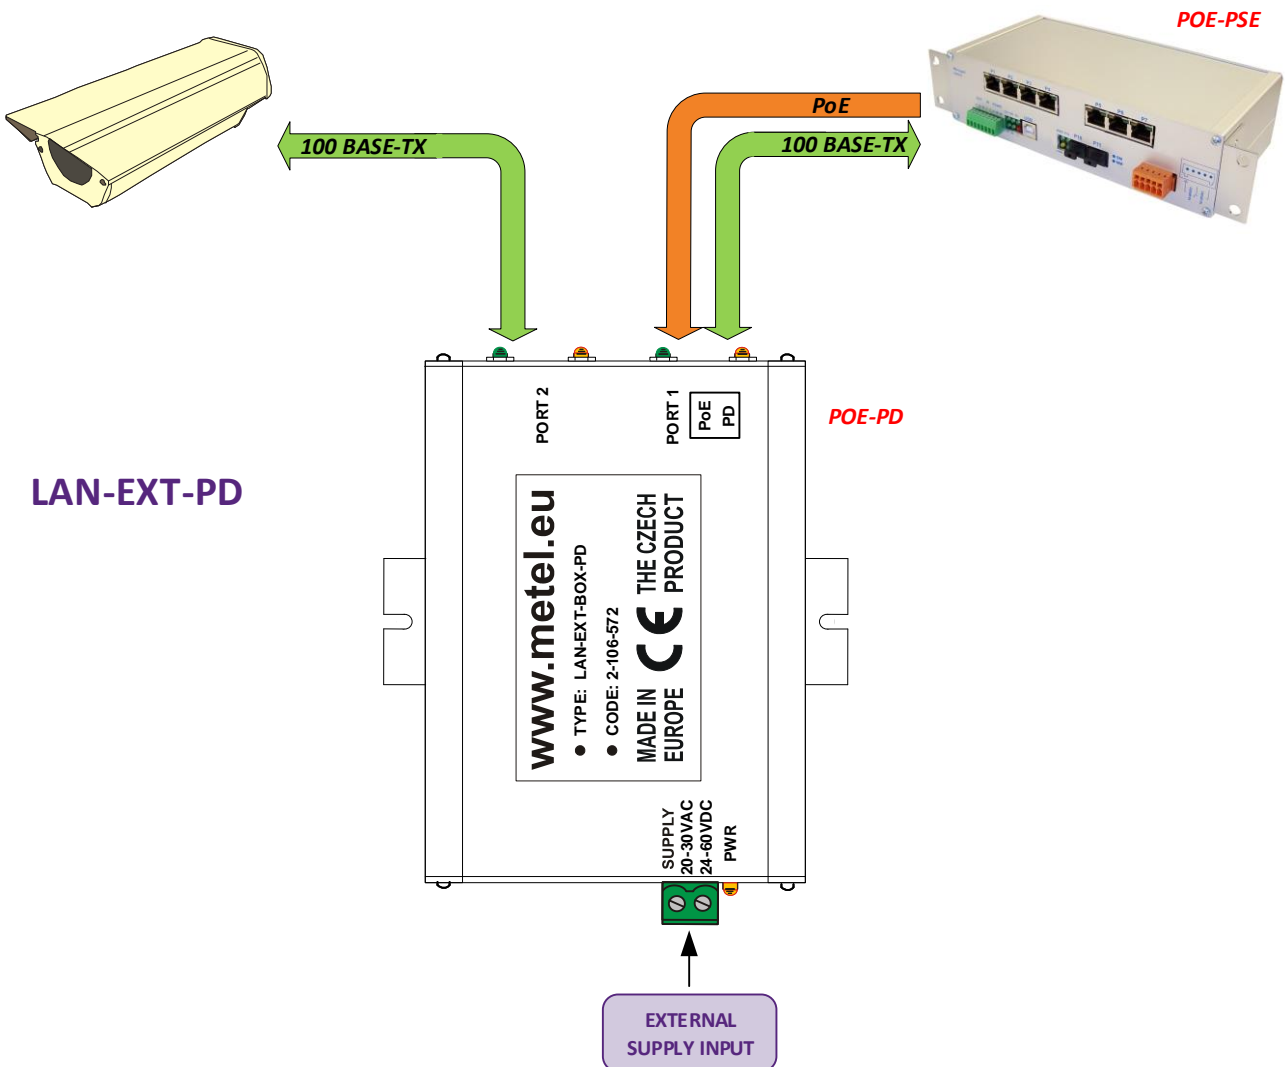 POE-PSE
PoE
100 BASE-TX
100 BASE-TX
PORT 2
PORT 1
PoE
PD
POE-PD
LAN-EXT-PD
www.metel.eu
● TYPE: LAN-EXT-BOX-PD
● CODE: 2-106-572
MADE IN
EUROPE
CE
THE CZECH
PRODUCT
SUPPLY
20-30VAC
24-60VDC
PWR
EXTERNAL
SUPPLY INPUT